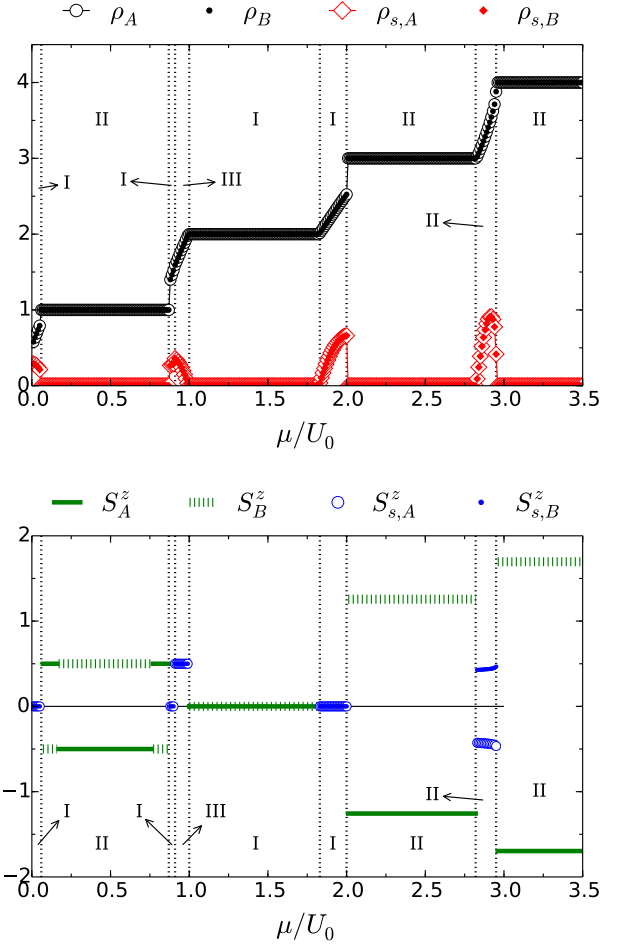 ρ_A ρ_B ρ_{s,A} ρ_{s,B}
4
II I I II II
3
I I III
II
2
1
0
0.0 0.5 1.0 1.5 2.0 2.5 3.0 3.5
μ/U_0
S^z_A S^z_B S^z_{s,A} S^z_{s,B}
2
1
0
−1
II II
I I III
II I I II
−2
0.0 0.5 1.0 1.5 2.0 2.5 3.0 3.5
μ/U_0